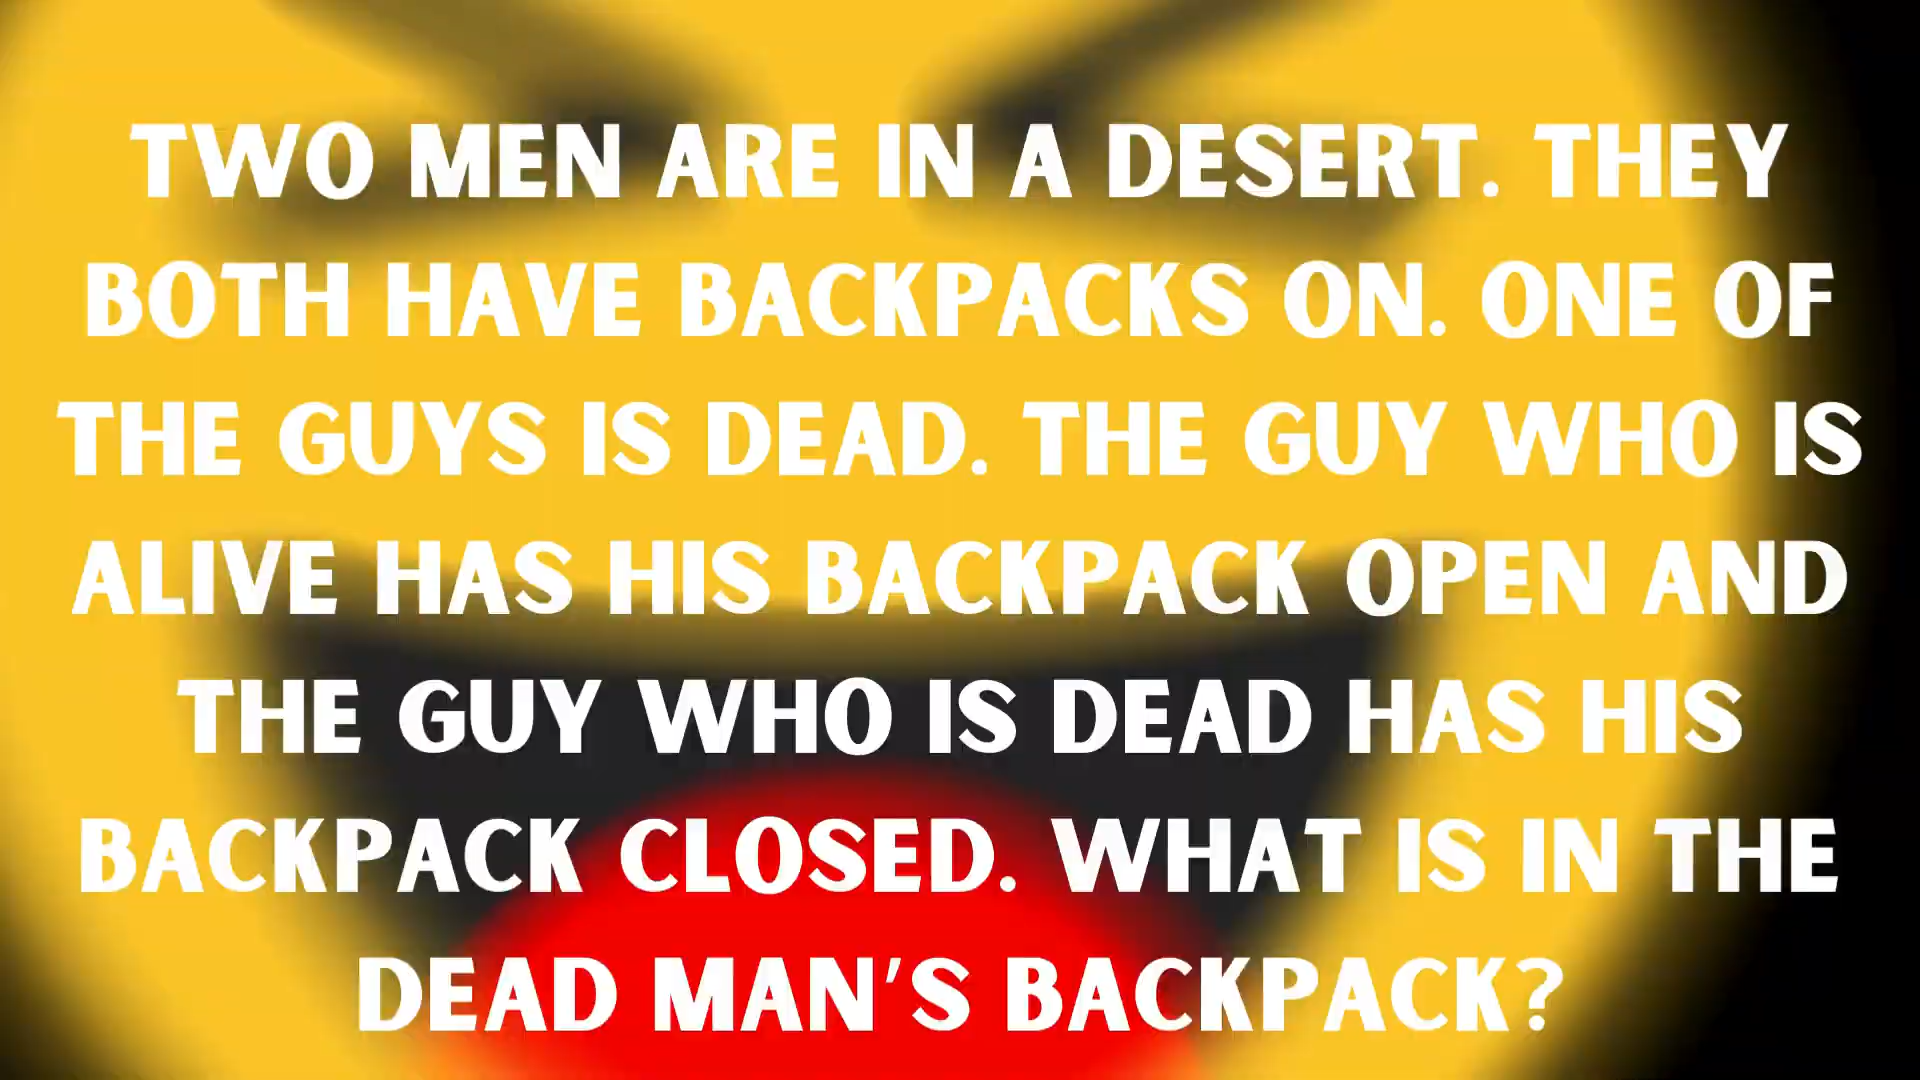 TWO MEN ARE IN A DESERT. THEY
BOTH HAVE BACKPACKS ON. ONE OF
THE GUYS IS DEAD. THE GUY WHO IS
ALIVE HAS HIS BACKPACK OPEN AND
THE GUY WHO IS DEAD HAS HIS
BACKPACK CLOSED. WHAT IS IN THE
DEAD MAN'S BACKPACK?